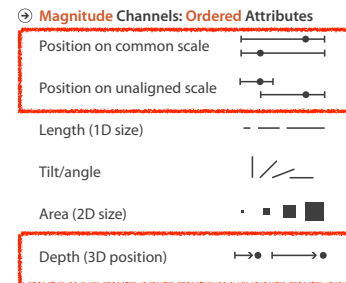 Magnitude Channels: Ordered Attributes
Position on common scale
Position on unaligned scale
Length (1D size)
Tilt/angle
Area (2D size)
Depth (3D position)